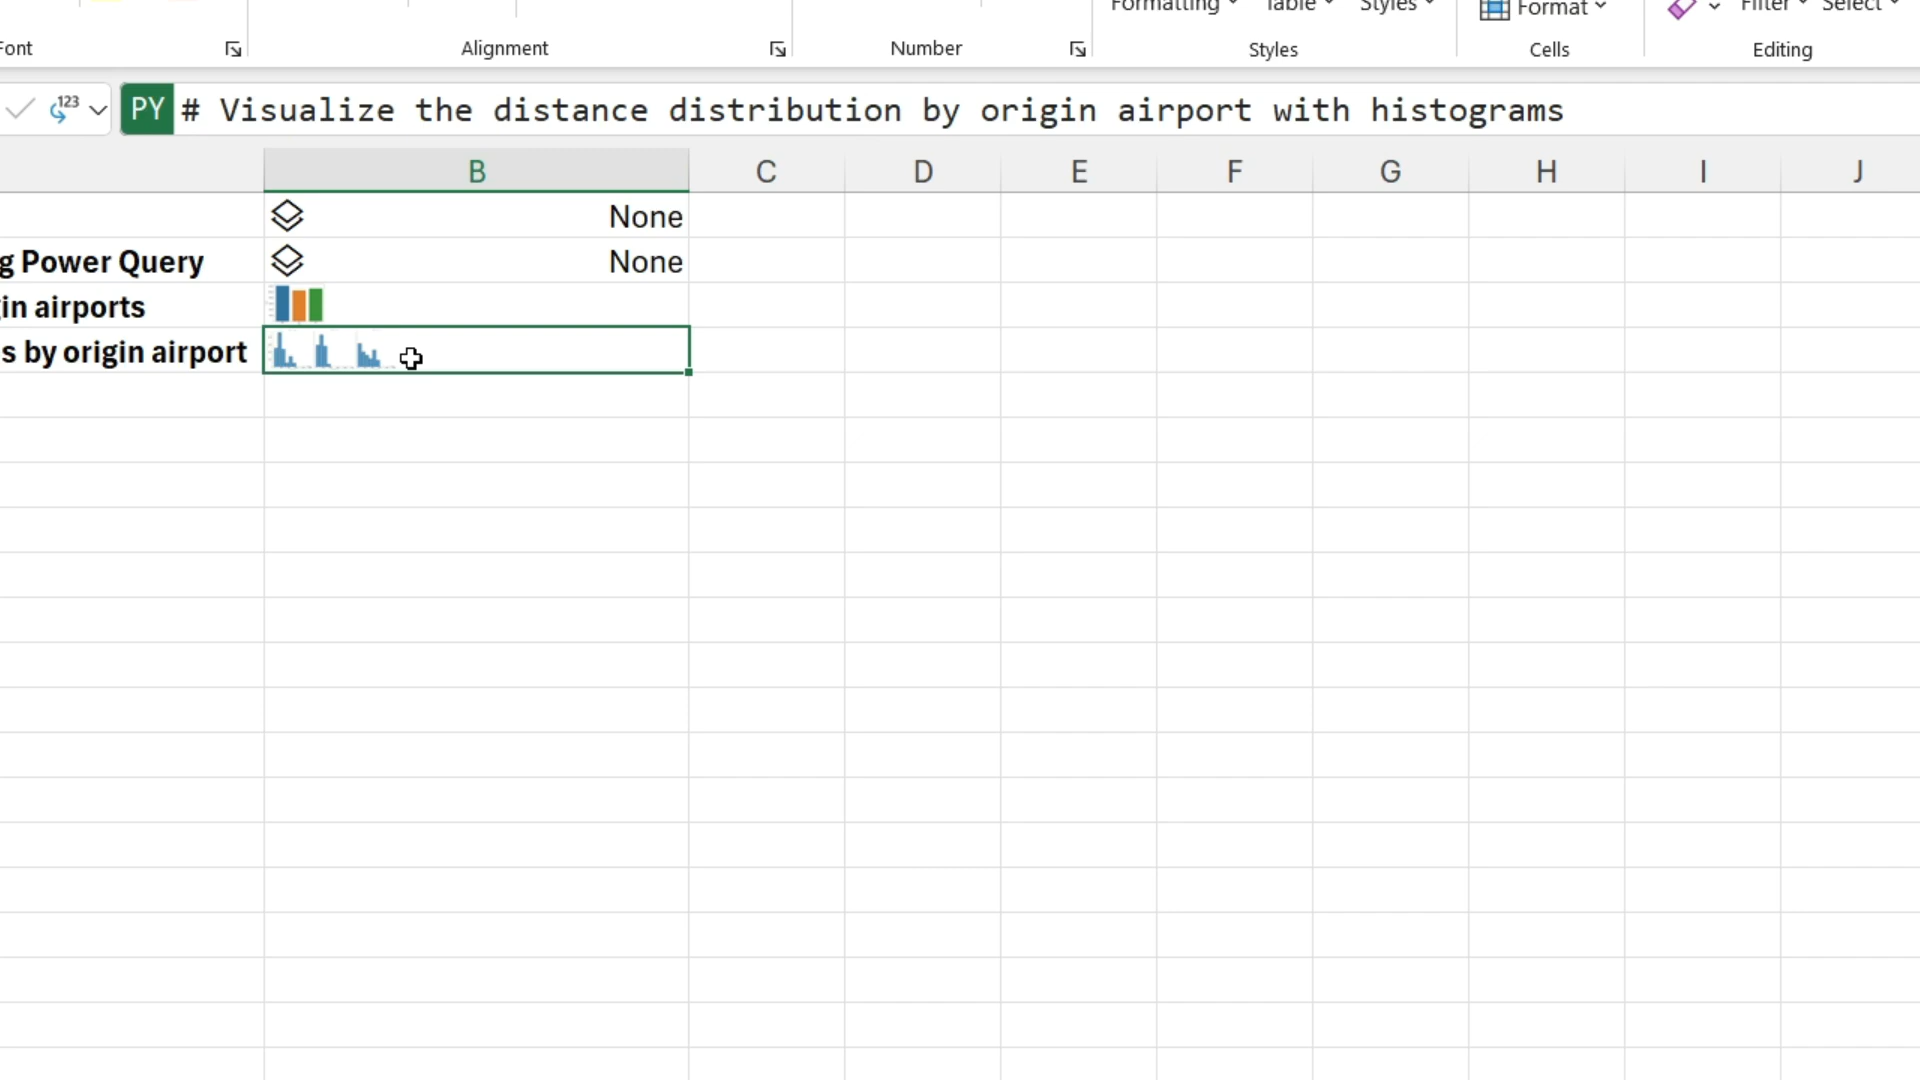 Formatting Table Styles Format Filter Select
Font Alignment Number Styles Cells Editing
123 PY # Visualize the distance distribution by origin airport with histograms
B C D E F G H I J
None
g Power Query None
in airports
s by origin airport